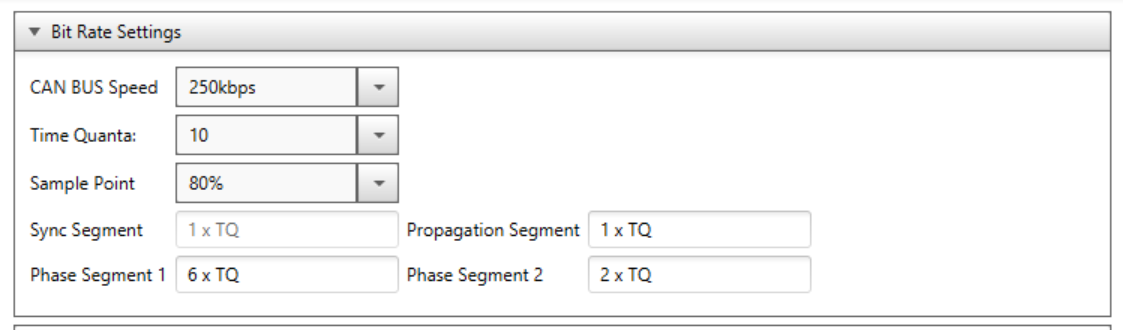 Bit Rate Settings
CAN BUS Speed 250kbps
Time Quanta: 10
Sample Point 80%
Sync Segment 1 x TQ Propagation Segment 1 x TQ
Phase Segment 1 6 x TQ Phase Segment 2 2 x TQ